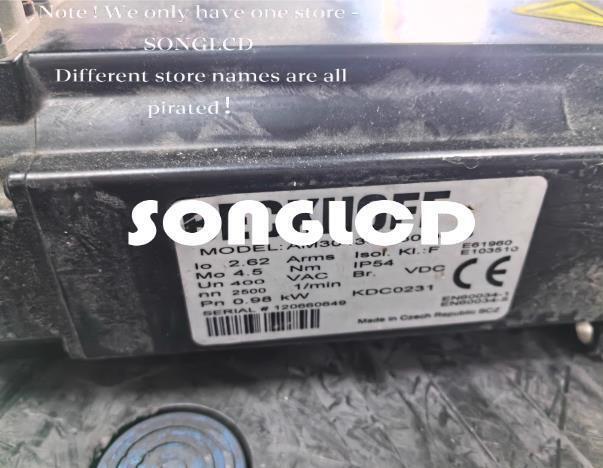 Note! We only have one store -
SONGLCD
Different store names are all
pirated!
SONGLCD
MODEL:
Io 2.62 Arms Isol. Kl.: F E61960
Mo 4.5 Nm IP54 E103510
Un 400 VAC Br. VDC CE
nn 2500 1/min
Pn 0.98 kW KDC0231 EN60034-1
SERIAL # 120660649
Made in Czech Republic SCZ